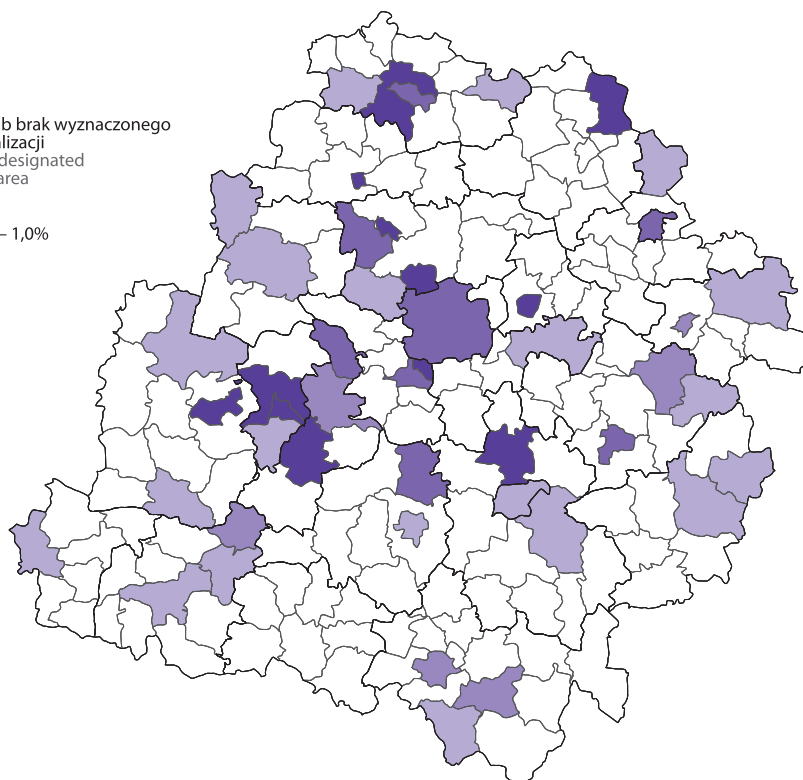 b brak wyznaczonego
lizacji
designated
area
– 1,0%